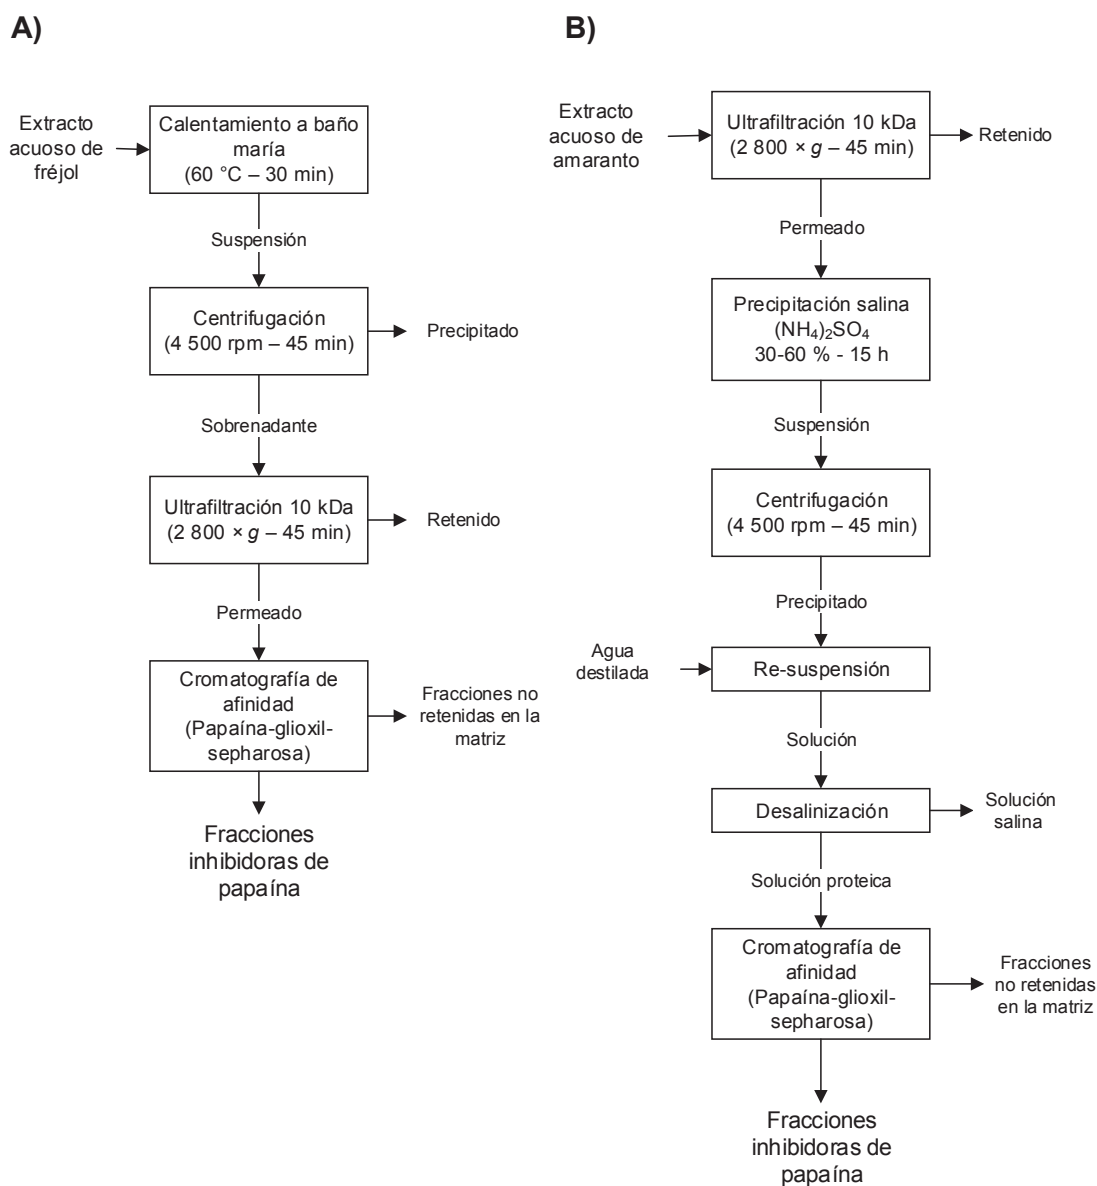 A)
Extracto
acuoso de
fréjol
Calentamiento a baño
maría
(60 °C – 30 min)
Suspensión
Centrifugación
(4 500 rpm – 45 min)
Precipitado
Sobrenadante
Ultrafiltración 10 kDa
(2 800 × g – 45 min)
Retenido
Permeado
Cromatografía de
afinidad
(Papaína-glioxil-
sepharosa)
Fracciones no
retenidas en la
matriz
Fracciones
inhibidoras de
papaína
B)
Extracto
acuoso de
amaranto
Ultrafiltración 10 kDa
(2 800 × g – 45 min)
Retenido
Permeado
Precipitación salina
(NH₄)₂SO₄
30-60 % - 15 h
Suspensión
Centrifugación
(4 500 rpm – 45 min)
Precipitado
Agua
destilada
Re-suspensión
Solución
Desalinización
Solución
salina
Solución proteica
Cromatografía de
afinidad
(Papaína-glioxil-
sepharosa)
Fracciones
no retenidas
en la matriz
Fracciones
inhibidoras de
papaína